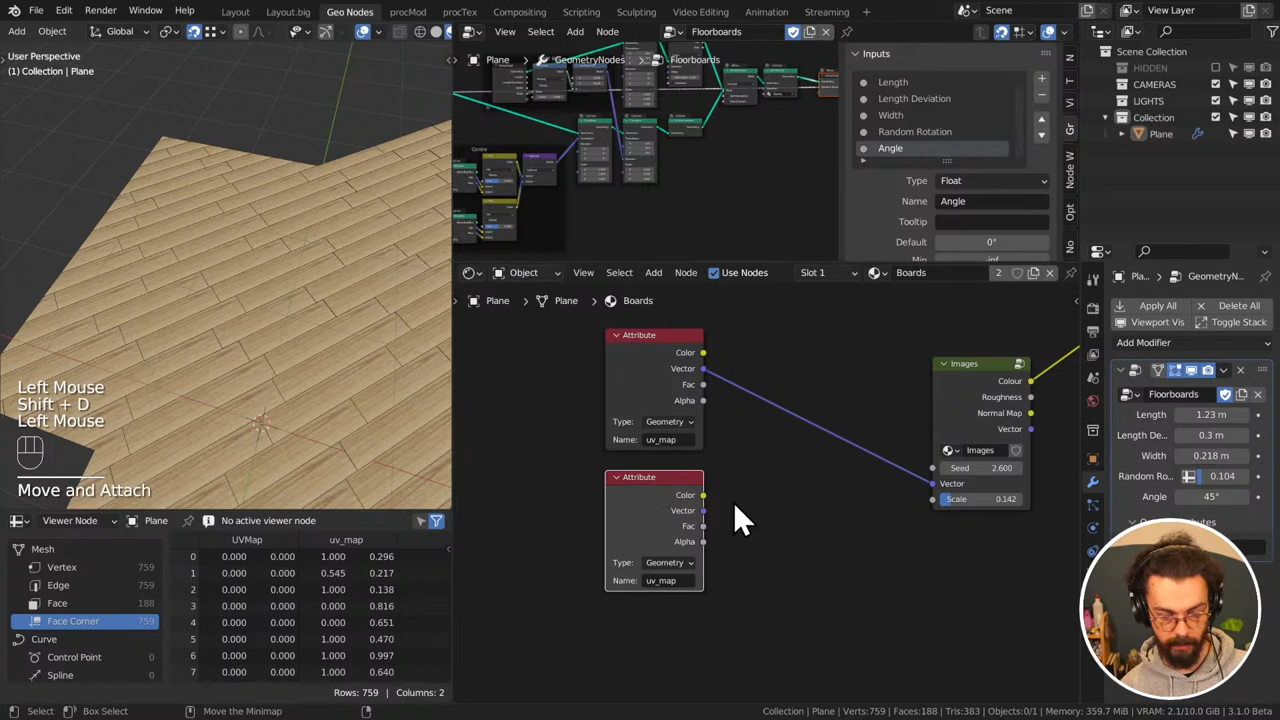 File Edit Render Window Help Layout Layout.big Geo Nodes procMod procTex Compositing Scripting Sculpting Video Editing Animation Streaming Scene View Layer
Add Object Global View Select Add Node Floorboards
User Perspective
(1) Collection | Plane
Plane GeometryNodes Floorboards
Inputs
Length
Length Deviation
Width
Random Rotation
Angle
Type Float
Name Angle
Tooltip
Default 0°
Min -inf
Centre
N
T
Vi
Gr
Node W
Opt
No
Scene Collection
HIDDEN
CAMERAS
LIGHTS
Plane
Object View Select Add Node Use Nodes Slot 1 Boards 2
Plane Plane Boards
Attribute
Color
Vector
Fac
Alpha
Type: Geometry
Name: uv_map
Attribute
Color
Vector
Fac
Alpha
Type: Geometry
Name: uv_map
Images
Colour
Roughness
Normal Map
Vector
Images
Seed 2.600
Vector
Scale 0.142
Pla... GeometryN...
Apply All Delete All
Viewport Vis Toggle Stack
Add Modifier
Floorboards
Length 1.23 m
Length De... 0.3 m
Width 0.218 m
Random Ro... 0.104
Angle 45°
Left Mouse
Shift + D
Left Mouse
Move and Attach
Viewer Node Plane No active viewer node
Mesh
Vertex 759
Edge
Face 188
Face Corner 759
Curve
Control Point 0
Spline
UVMap uv_map
0 0.000 0.000 1.000 0.296
1 0.000 0.000 0.545 0.217
2 0.000 0.000 1.000 0.138
3 0.000 0.000 0.000 0.816
4 0.000 0.000 0.000 0.651
5 0.000 0.000 1.000 0.470
6 0.000 0.000 1.000 0.997
7 0.000 0.000 1.000 0.640
Rows: 759 | Columns: 2
Select Box Select Move the Minimap Collection | Plane Verts:759 | Faces:188 | Tris:383 | Objects:0/1 | Memory: 359.7 MiB | VRAM: 2.1/10.0 GiB | 3.1.0 Beta